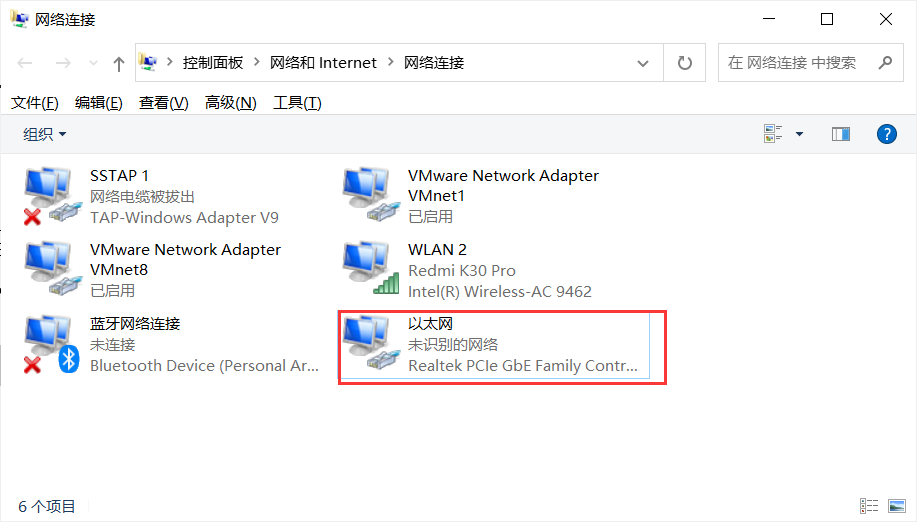 网络连接
控制面板 网络和 Internet 网络连接
在 网络连接 中搜索
文件(F) 编辑(E) 查看(V) 高级(N) 工具(T)
组织
SSTAP 1
网络电缆被拔出
TAP-Windows Adapter V9
VMware Network Adapter
VMnet1
已启用
VMware Network Adapter
VMnet8
已启用
WLAN 2
Redmi K30 Pro
Intel(R) Wireless-AC 9462
蓝牙网络连接
未连接
Bluetooth Device (Personal Ar...
以太网
未识别的网络
Realtek PCIe GbE Family Contr...
6 个项目